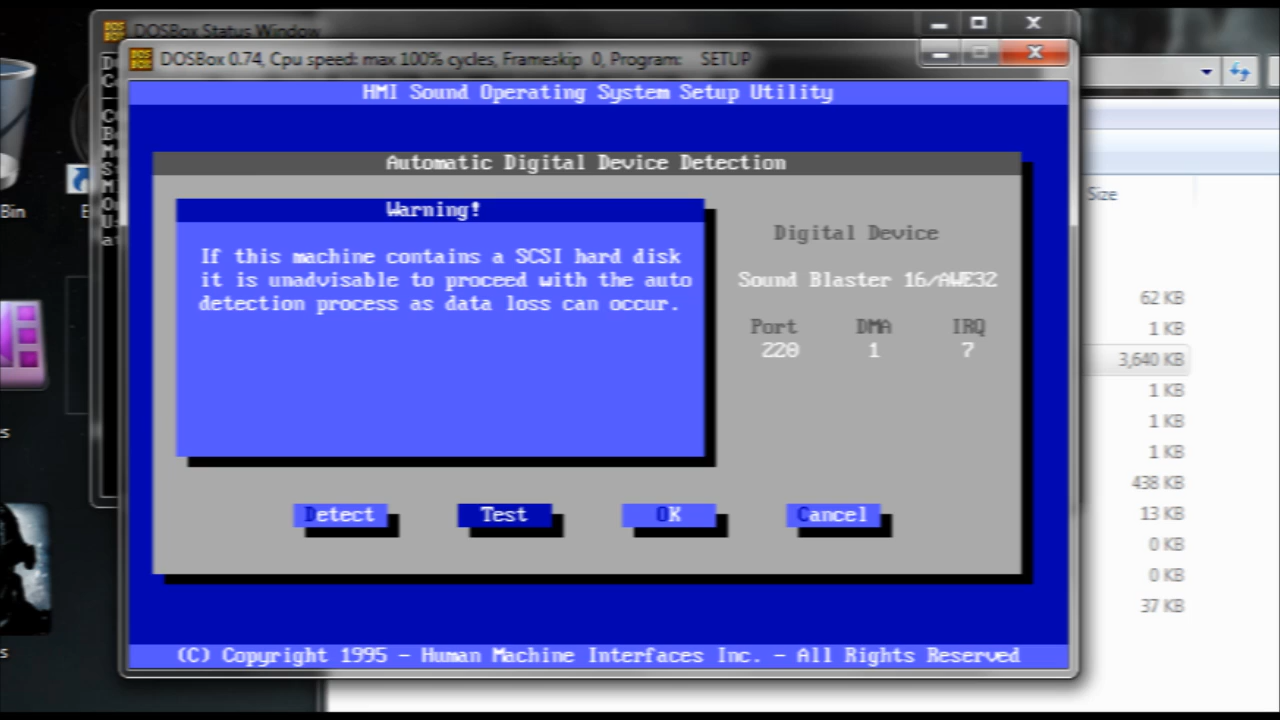 DOSBox Status Window
DOSBox 0.74, Cpu speed: max 100% cycles, Frameskip 0, Program: SETUP
HMI Sound Operating System Setup Utility
Automatic Digital Device Detection
Warning!
If this machine contains a SCSI hard disk
it is unadvisable to proceed with the auto
detection process as data loss can occur.
Digital Device
Sound Blaster 16/AWE32
Port DMA IRQ
220 1 7
Detect Test OK Cancel
(C) Copyright 1995 - Human Machine Interfaces Inc. - All Rights Reserved
Bin
Size
62 KB
1 KB
3,640 KB
1 KB
1 KB
1 KB
438 KB
13 KB
0 KB
0 KB
37 KB